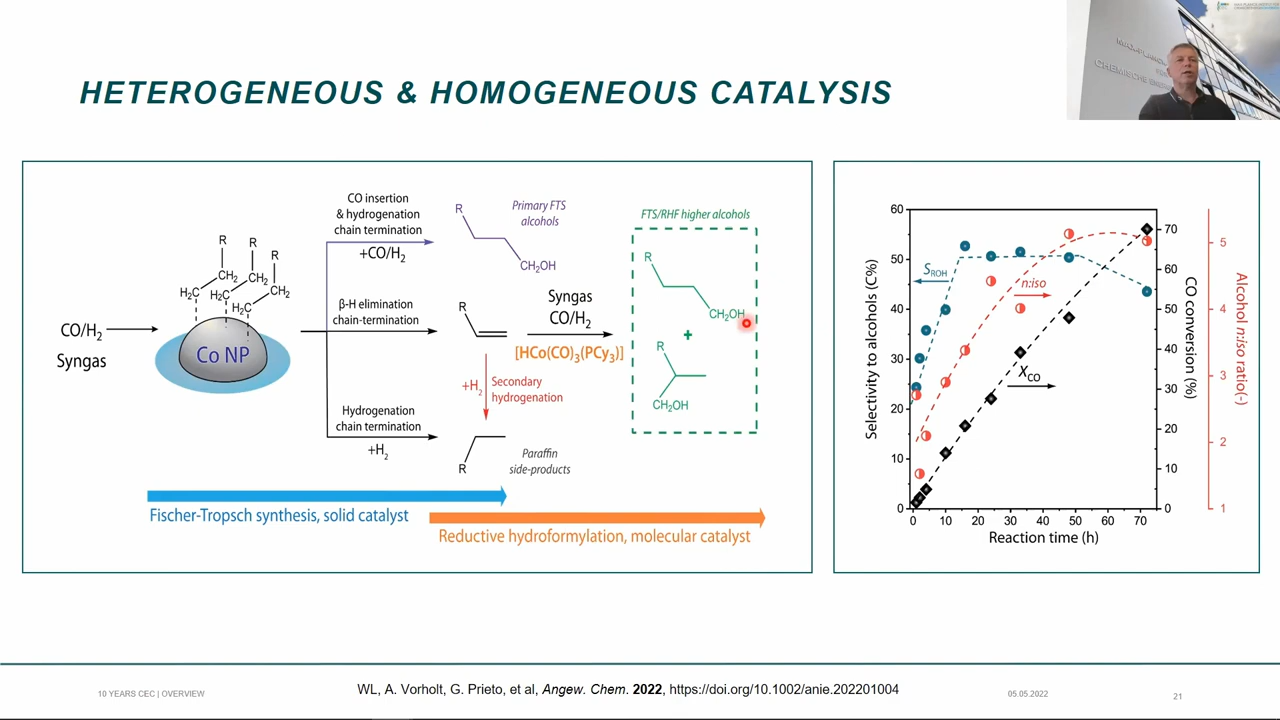 HETEROGENEOUS & HOMOGENEOUS CATALYSIS
CO/H₂
Syngas
R
R
R
CH₂
CH₂
CH₂
H₂C
H₂C
H₂C
Co NP
CO insertion
& hydrogenation
chain termination
+CO/H₂
β-H elimination
chain-termination
Hydrogenation
chain termination
+H₂
R
CH₂OH
Primary FTS
alcohols
R
Syngas
CO/H₂
[HCo(CO)₃(PCy₃)]
+H₂
Secondary
hydrogenation
R
Paraffin
side-products
FTS/RHF higher alcohols
R
CH₂OH
+
R
CH₂OH
Fischer-Tropsch synthesis, solid catalyst
Reductive hydroformylation, molecular catalyst
Selectivity to alcohols (C%)
60
50
40
30
20
10
0
0 10 20 30 40 50 60 70
Reaction time (h)
S_ROH
n:iso
X_CO
70
60
50
40
30
20
10
0
CO conversion (%)
5
4
3
2
1
Alcohol n:iso ratio(-)
10 YEARS CEC | OVERVIEW
WL, A. Vorholt, G. Prieto, et al, Angew. Chem. 2022, https://doi.org/10.1002/anie.202201004
05.05.2022
21